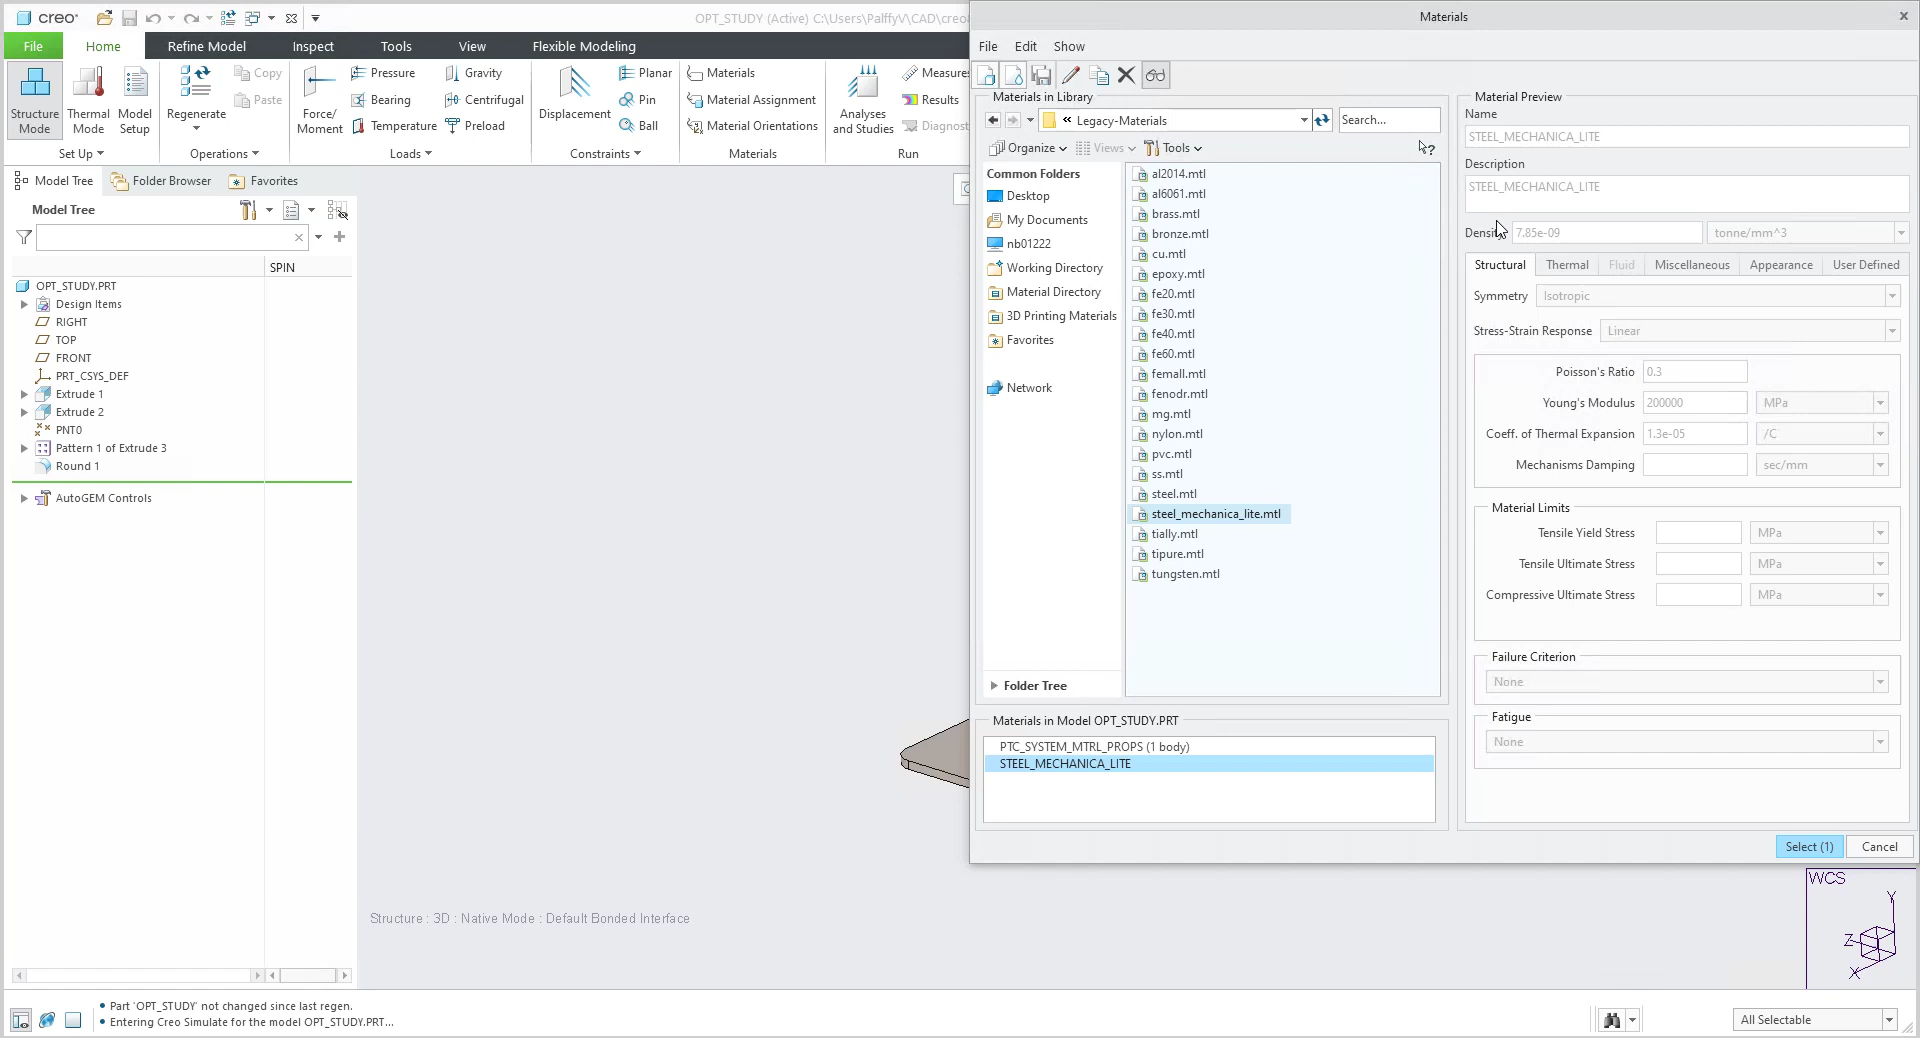 creo
OPT_STUDY (Active) C:\Users\PalffyV\CAD\creo
File Home Refine Model Inspect Tools View Flexible Modeling
Structure Mode
Thermal Mode
Model Setup
Set Up
Regenerate
Copy
Paste
Operations
Force/ Moment
Pressure
Bearing
Temperature
Gravity
Centrifugal
Preload
Loads
Displacement
Planar
Pin
Ball
Constraints
Materials
Material Assignment
Material Orientations
Materials
Analyses and Studies
Measures
Results
Diagnost
Run
Model Tree Folder Browser Favorites
Model Tree
SPIN
OPT_STUDY.PRT
Design Items
RIGHT
TOP
FRONT
PRT_CSYS_DEF
Extrude 1
Extrude 2
PNT0
Pattern 1 of Extrude 3
Round 1
AutoGEM Controls
Structure : 3D : Native Mode : Default Bonded Interface
• Part 'OPT_STUDY' not changed since last regen.
• Entering Creo Simulate for the model OPT_STUDY.PRT...
Materials
File Edit Show
Materials in Library
« Legacy-Materials
Search...
Organize Views Tools
Common Folders
Desktop
My Documents
nb01222
Working Directory
Material Directory
3D Printing Materials
Favorites
Network
Folder Tree
al2014.mtl
al6061.mtl
brass.mtl
bronze.mtl
cu.mtl
epoxy.mtl
fe20.mtl
fe30.mtl
fe40.mtl
fe60.mtl
femall.mtl
fenodr.mtl
mg.mtl
nylon.mtl
pvc.mtl
ss.mtl
steel.mtl
steel_mechanica_lite.mtl
tially.mtl
tipure.mtl
tungsten.mtl
Materials in Model OPT_STUDY.PRT
PTC_SYSTEM_MTRL_PROPS (1 body)
STEEL_MECHANICA_LITE
Material Preview
Name
STEEL_MECHANICA_LITE
Description
STEEL_MECHANICA_LITE
Densit 7.85e-09 tonne/mm^3
Structural Thermal Fluid Miscellaneous Appearance User Defined
Symmetry Isotropic
Stress-Strain Response Linear
Poisson's Ratio 0.3
Young's Modulus 200000 MPa
Coeff. of Thermal Expansion 1.3e-05 /C
Mechanisms Damping sec/mm
Material Limits
Tensile Yield Stress MPa
Tensile Ultimate Stress MPa
Compressive Ultimate Stress MPa
Failure Criterion
None
Fatigue
None
Select (1) Cancel
WCS
Y
Z
X
All Selectable